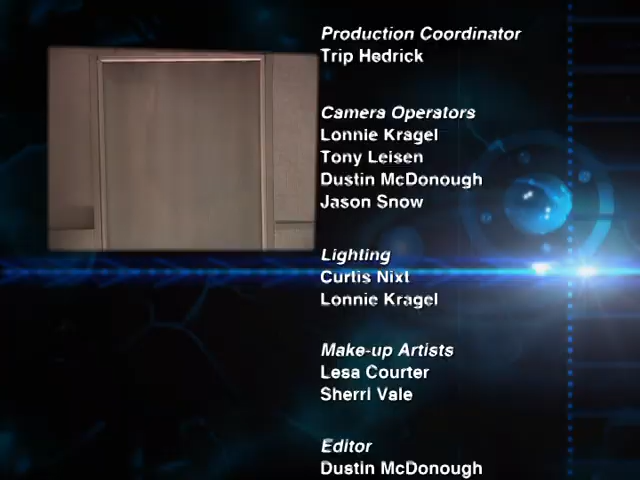 Production Coordinator
Trip Hedrick
Camera Operators
Lonnie Kragel
Tony Leisen
Dustin McDonough
Jason Snow
Lighting
Curtis Nixt
Lonnie Kragel
Make-up Artists
Lesa Courter
Sherri Vale
Editor
Dustin McDonough